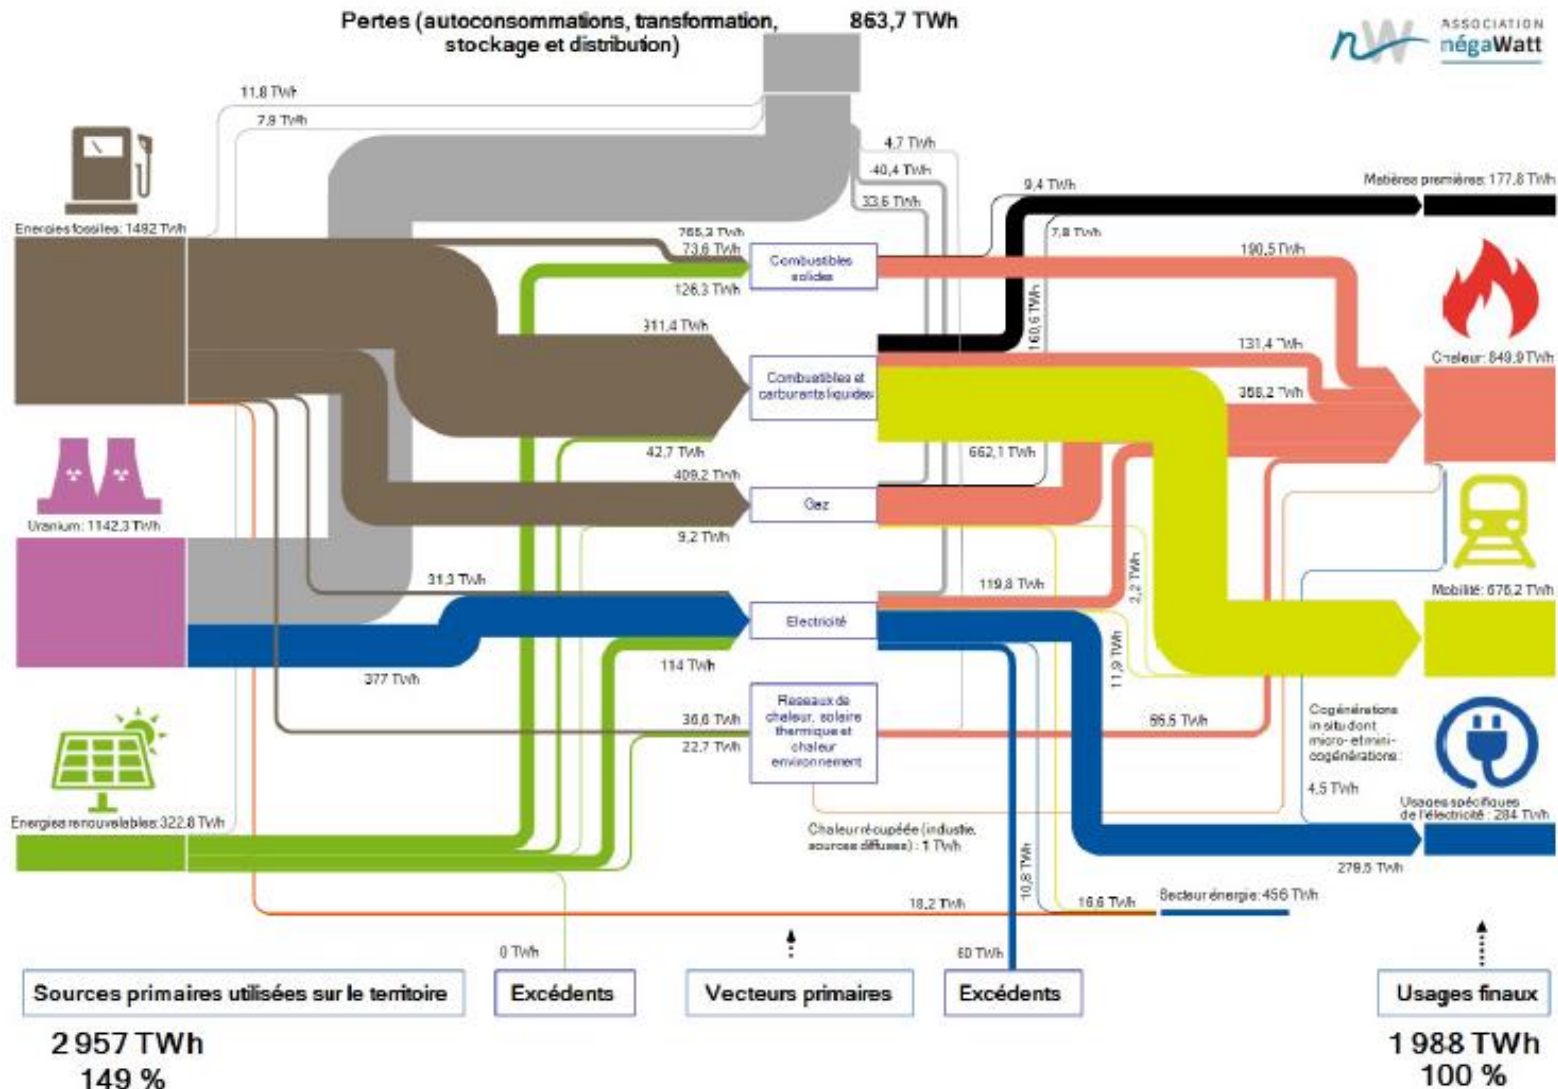 Pertes (autoconsommations, transformation,
stockage et distribution)
863,7 TWh
ASSOCIATION
négaWatt
nW
11,8 TWh
7,9 TWh
4,7 TWh
40,4 TWh
33,6 TWh
9,4 TWh
Matières premières: 177,8 TWh
7,8 TWh
Energies fossiles: 1492 TWh
765,3 TWh
73,6 TWh
126,3 TWh
Combustibles
solides
190,5 TWh
160,6 TWh
911,4 TWh
131,4 TWh
Chaleur: 849,9 TWh
Combustibles et
carburants liquides
358,2 TWh
42,7 TWh
662,1 TWh
409,2 TWh
Gaz
Uranium: 1142,3 TWh
9,2 TWh
31,3 TWh
119,8 TWh
2,2 TWh
Mobilité: 676,2 TWh
Electricité
114 TWh
377 TWh
11,9 TWh
36,6 TWh
22,7 TWh
Réseaux de
chaleur, solaire
thermique et
chaleur
environnement
55,5 TWh
Cogénérations
in situ dont
micro- et mini-
cogénérations :
4,5 TWh
Energies renouvelables: 322,8 TWh
Usages spécifiques
de l'électricité : 284 TWh
Chaleur récupéée (industie,
sources diffuses) : 1 TWh
10,8 TWh
279,5 TWh
18,2 TWh
16,6 TWh
Secteur énergie: 456 TWh
0 TWh
60 TWh
Sources primaires utilisées sur le territoire
Excédents
Vecteurs primaires
Excédents
Usages finaux
2 957 TWh
149 %
1 988 TWh
100 %